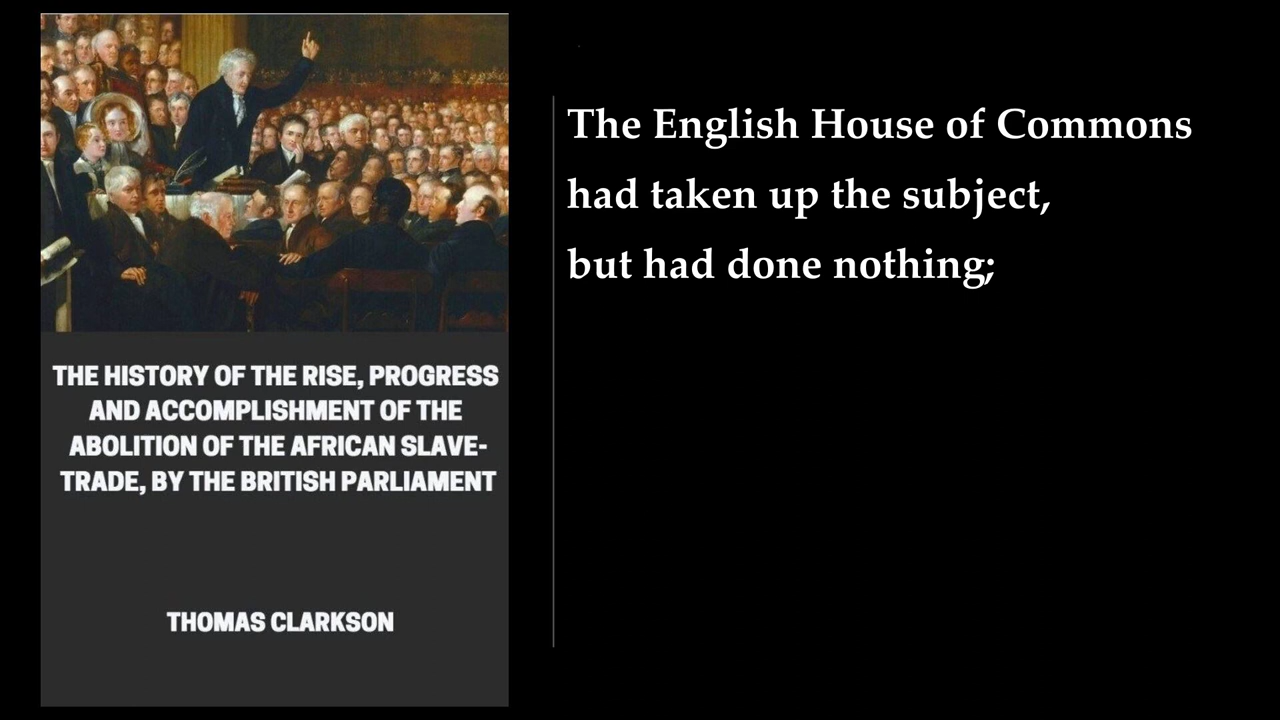 THE HISTORY OF THE RISE, PROGRESS
AND ACCOMPLISHMENT OF THE
ABOLITION OF THE AFRICAN SLAVE-
TRADE, BY THE BRITISH PARLIAMENT
THOMAS CLARKSON
The English House of Commons
had taken up the subject,
but had done nothing;